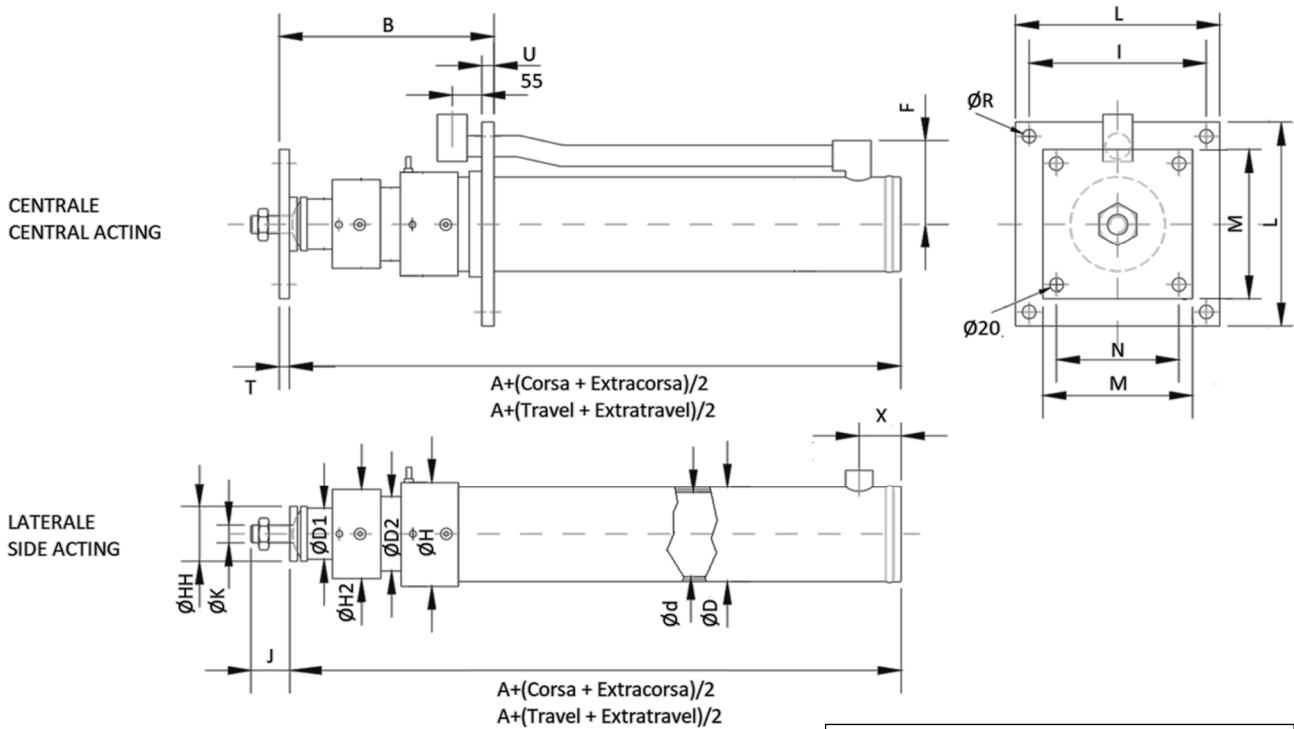 B
L
I
U
55
F
ØR
CENTRALE
CENTRAL ACTING
M
L
Ø20
N
M
T
A+(Corsa + Extracorsa)/2
A+(Travel + Extratravel)/2
X
LATERALE
SIDE ACTING
ØHH
ØK
ØD1
ØH2
ØD2
ØH
Ød
ØD
J
A+(Corsa + Extracorsa)/2
A+(Travel + Extratravel)/2